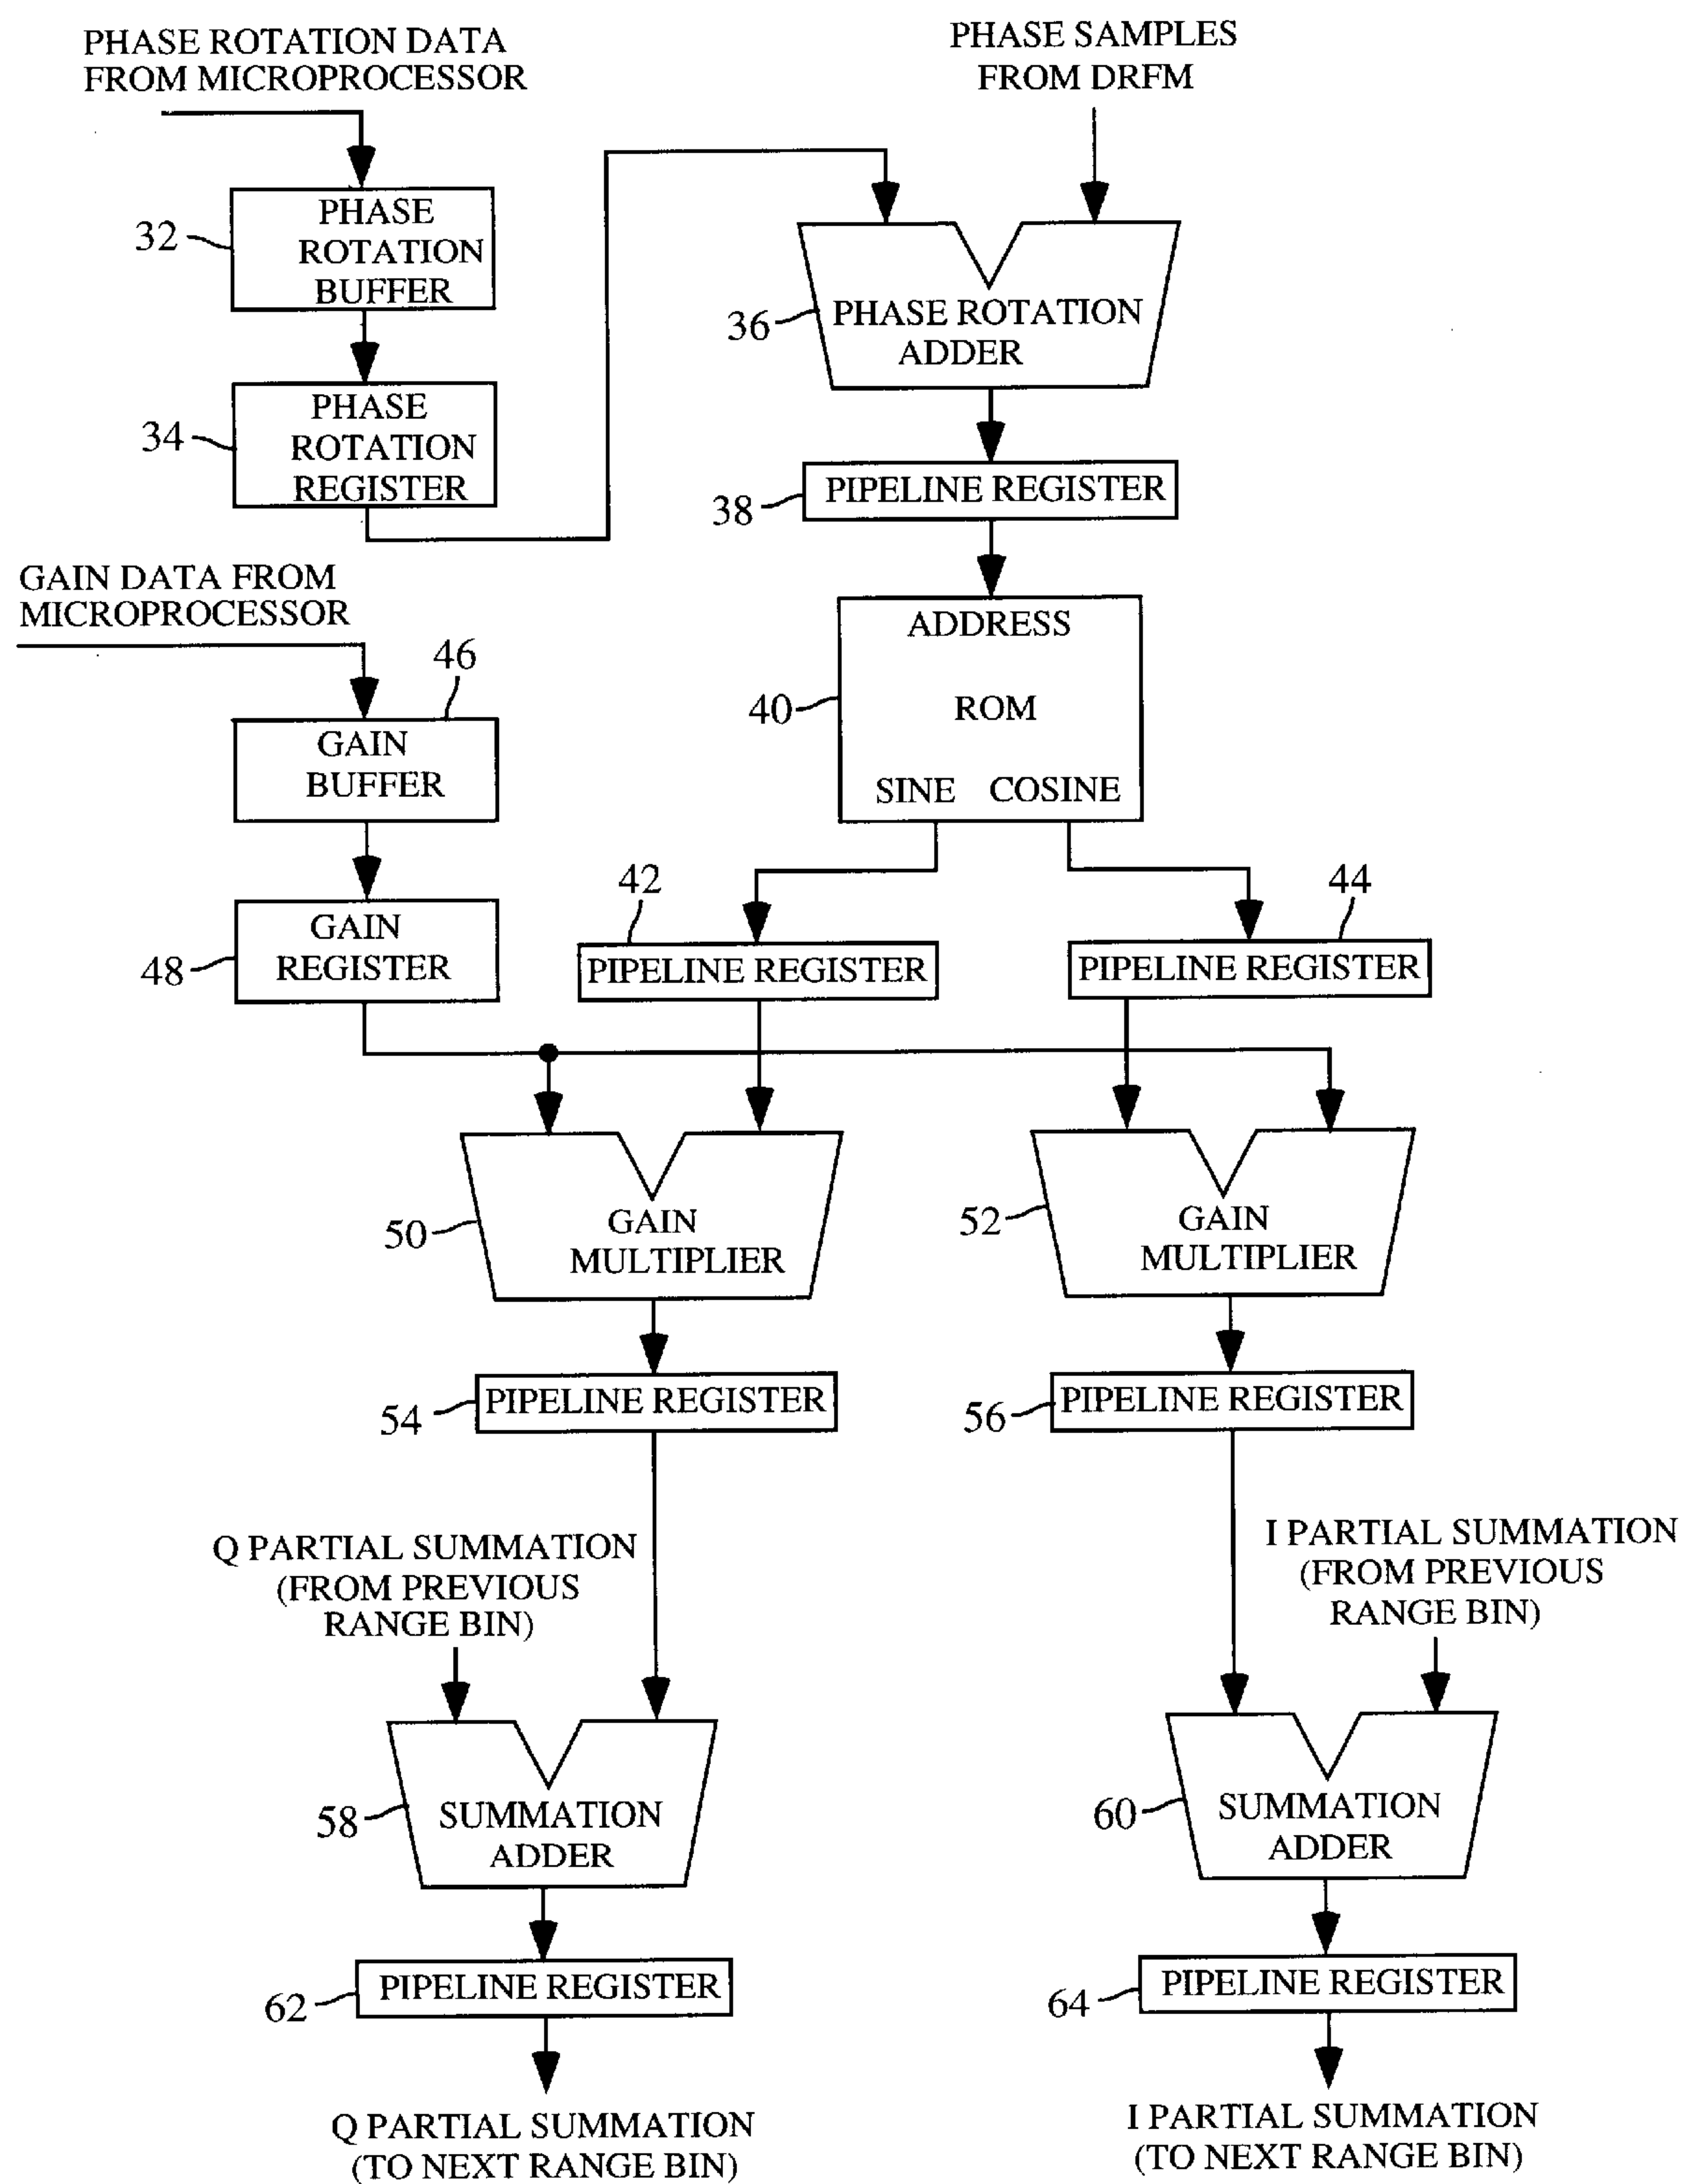 PHASE ROTATION DATA
FROM MICROPROCESSOR
PHASE SAMPLES
FROM DRFM
32
PHASE
ROTATION
BUFFER
36
PHASE ROTATION
ADDER
34
PHASE
ROTATION
REGISTER
38
PIPELINE REGISTER
GAIN DATA FROM
MICROPROCESSOR
46
GAIN
BUFFER
40
ADDRESS
ROM
SINE COSINE
48
GAIN
REGISTER
42
PIPELINE REGISTER
44
PIPELINE REGISTER
50
GAIN
MULTIPLIER
52
GAIN
MULTIPLIER
54
PIPELINE REGISTER
56
PIPELINE REGISTER
Q PARTIAL SUMMATION
(FROM PREVIOUS
RANGE BIN)
I PARTIAL SUMMATION
(FROM PREVIOUS
RANGE BIN)
58
SUMMATION
ADDER
60
SUMMATION
ADDER
62
PIPELINE REGISTER
64
PIPELINE REGISTER
Q PARTIAL SUMMATION
(TO NEXT RANGE BIN)
I PARTIAL SUMMATION
(TO NEXT RANGE BIN)